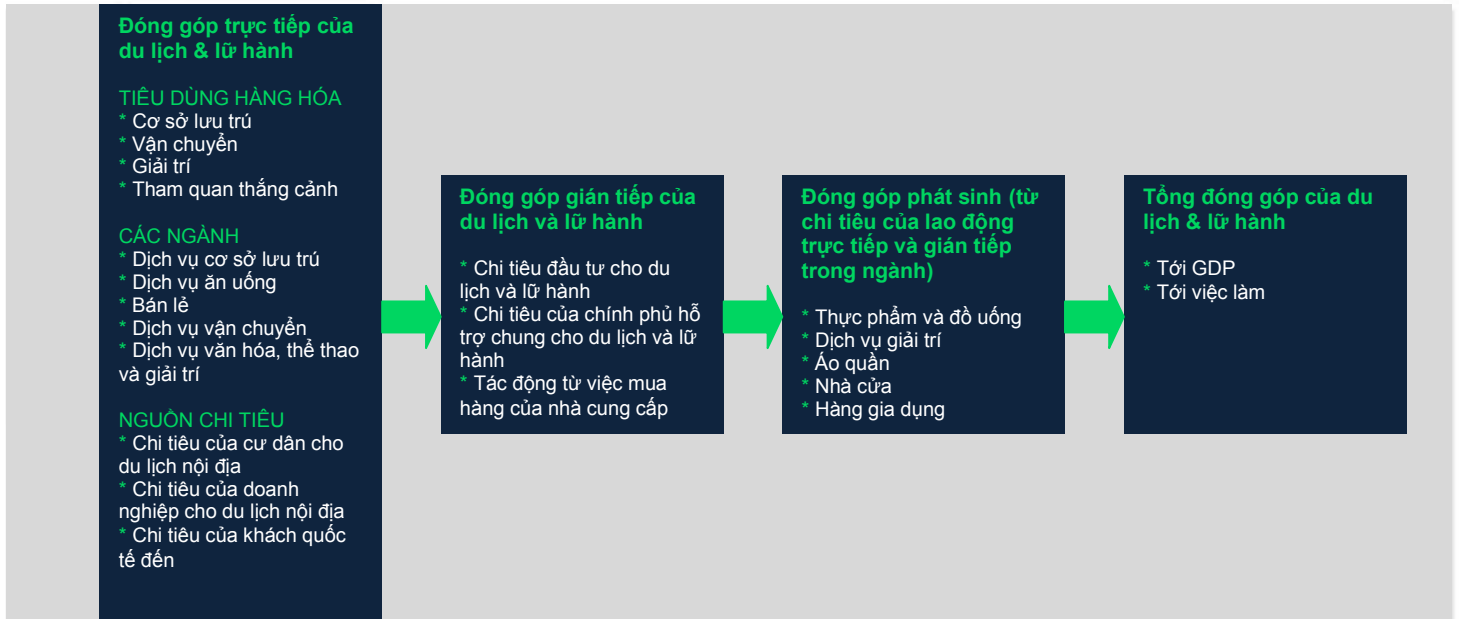 Đóng góp trực tiếp của
du lịch & lữ hành
TIÊU DÙNG HÀNG HÓA
* Cơ sở lưu trú
* Vận chuyển
* Giải trí
* Tham quan thắng cảnh
CÁC NGÀNH
* Dịch vụ cơ sở lưu trú
* Dịch vụ ăn uống
* Bán lẻ
* Dịch vụ vận chuyển
* Dịch vụ văn hóa, thể thao
và giải trí
NGUỒN CHI TIÊU
* Chi tiêu của cư dân cho
du lịch nội địa
* Chi tiêu của doanh
nghiệp cho du lịch nội địa
* Chi tiêu của khách quốc
tế đến
Đóng góp gián tiếp của
du lịch và lữ hành
* Chi tiêu đầu tư cho du
lịch và lữ hành
* Chi tiêu của chính phủ hỗ
trợ chung cho du lịch và lữ
hành
* Tác động từ việc mua
hàng của nhà cung cấp
Đóng góp phát sinh (từ
chi tiêu của lao động
trực tiếp và gián tiếp
trong ngành)
* Thực phẩm và đồ uống
* Dịch vụ giải trí
* Áo quần
* Nhà cửa
* Hàng gia dụng
Tổng đóng góp của du
lịch & lữ hành
* Tới GDP
* Tới việc làm